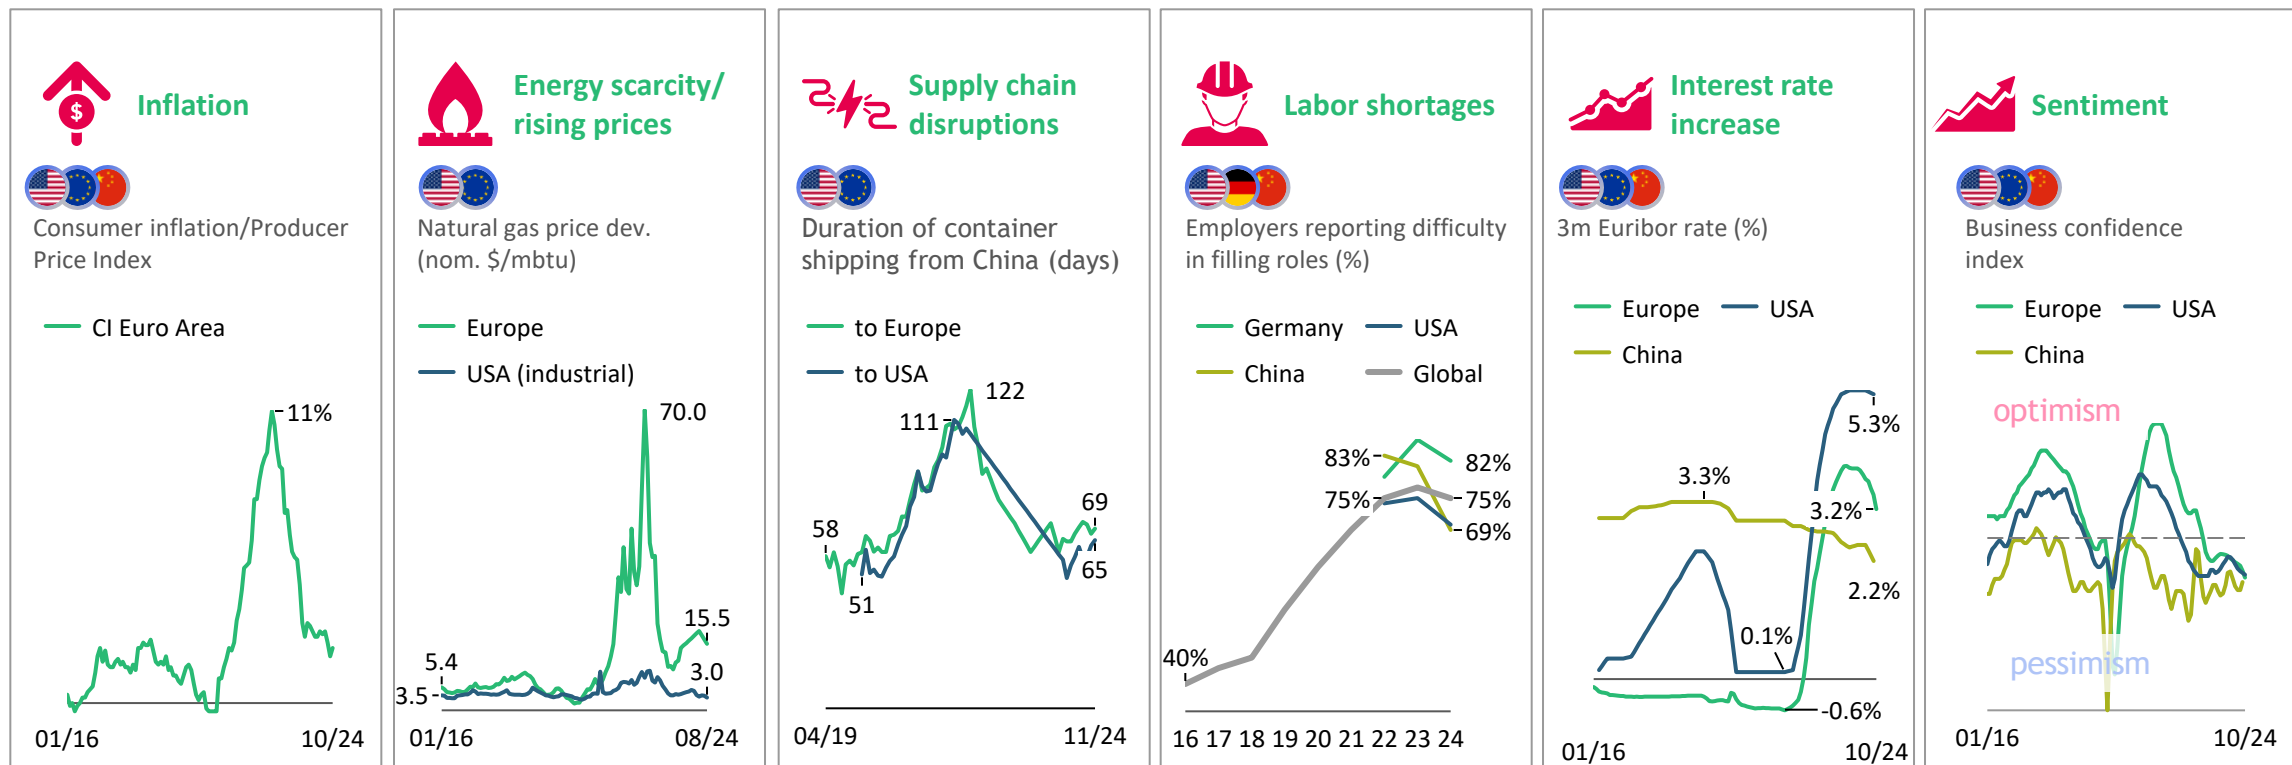 Inflation
Consumer inflation/Producer
Price Index
CI Euro Area
11%
01/16
10/24
Energy scarcity/
rising prices
Natural gas price dev.
(nom. $/mbtu)
Europe
USA (industrial)
70.0
15.5
5.4
3.0
3.5
01/16
08/24
Supply chain
disruptions
Duration of container
shipping from China (days)
to Europe
to USA
122
111
69
58
65
51
04/19
11/24
Labor shortages
Employers reporting difficulty
in filling roles (%)
Germany
USA
China
Global
83%
82%
75%
75%
69%
40%
16 17 18 19 20 21 22 23 24
Interest rate
increase
3m Euribor rate (%)
Europe
USA
China
5.3%
3.3%
3.2%
2.2%
0.1%
-0.6%
01/16
10/24
Sentiment
Business confidence
index
Europe
USA
China
optimism
pessimism
01/16
10/24
$